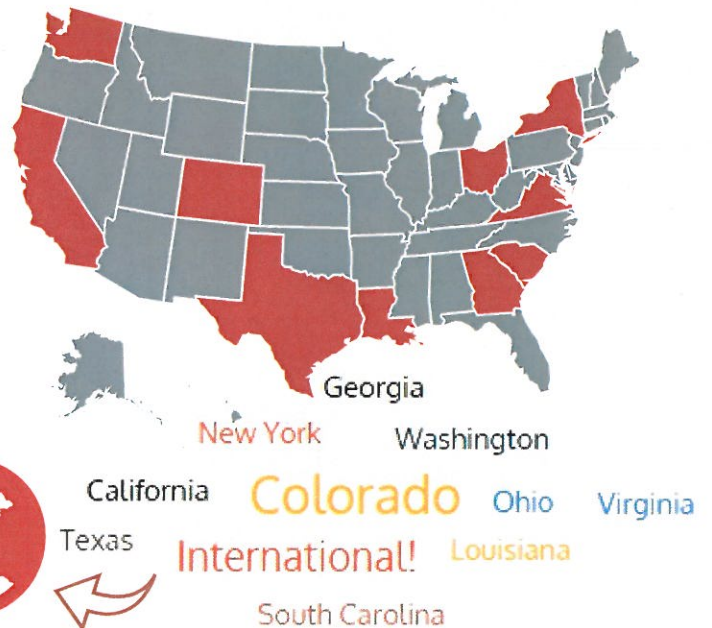 Georgia
New York Washington
California Colorado Ohio Virginia
Texas International! Louisiana
South Carolina